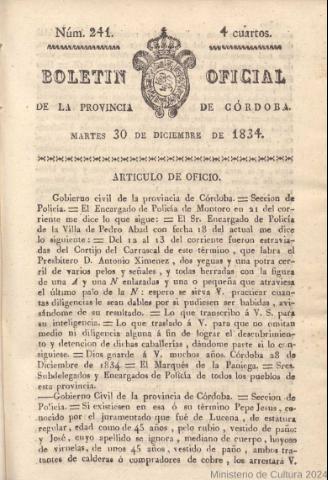 Núm. 241.
4 cuartos.
BOLETIN OFICIAL
DE LA PROVINCIA DE CÓRDOBA.
MARTES 30 DE DICIEMBRE DE 1834.
ARTICULO DE OFICIO.
Gobierno civil de la provincia de Córdoba. = Seccion de
Policía. = El Encargado de Policía de Montoro en 21 del cor-
riente me dice lo que sigue: = El Sr. Encargado de Policía
de la Villa de Pedro Abad con fecha 18 del actual me dice
lo siguiente: = Del 12 al 13 del corriente fueron estravia-
das del Cortijo del Carrascal de este término, que labra el
Presbitero D. Antonio Ximenez, dos yeguas y una potra cer-
ril de varios pelos y señales, y todas herradas con la figura
de una A y una N enlazadas y una o pequeña que atraviesa
el último palo de la N: espero se sirva V. practicar cuan-
tas diligencias le sean dables por si pudiesen ser habidas, avi-
sándome de su resultado. = Lo que transcribo á V. S. para
su inteligencia. = Lo que traslado á V. para que no omitan
medio ni diligencia alguna á fin de lograr el descubrimien-
to y detencion de dichas caballerias, dándome parte si lo con-
siguiese. = Dios guarde á V. muchos años. Córdoba 28 de
Diciembre de 1834. = El Marqués de la Paniega. = Sres.
Subdelegados y Encargados de Policía de todos los pueblos de
esta provincia.
—Gobierno Civil de la provincia de Córdoba. = Seccion de
Policía. = Si existiesen en esa ó su término Pepe Jesus, co-
nocido por el juramentado que fué de Lucena, de estatura
regular, edad como de 45 años, pelo rubio, vestido de paño:
y José, cuyo apellido se ignora, mediano de cuerpo, hoyoso
de viruelas, de unos 45 años, vestido de paño, ambos tra-
tantes de calderas ó compradores de cobre, los arrestará V.
Ministerio de Cultura 2024